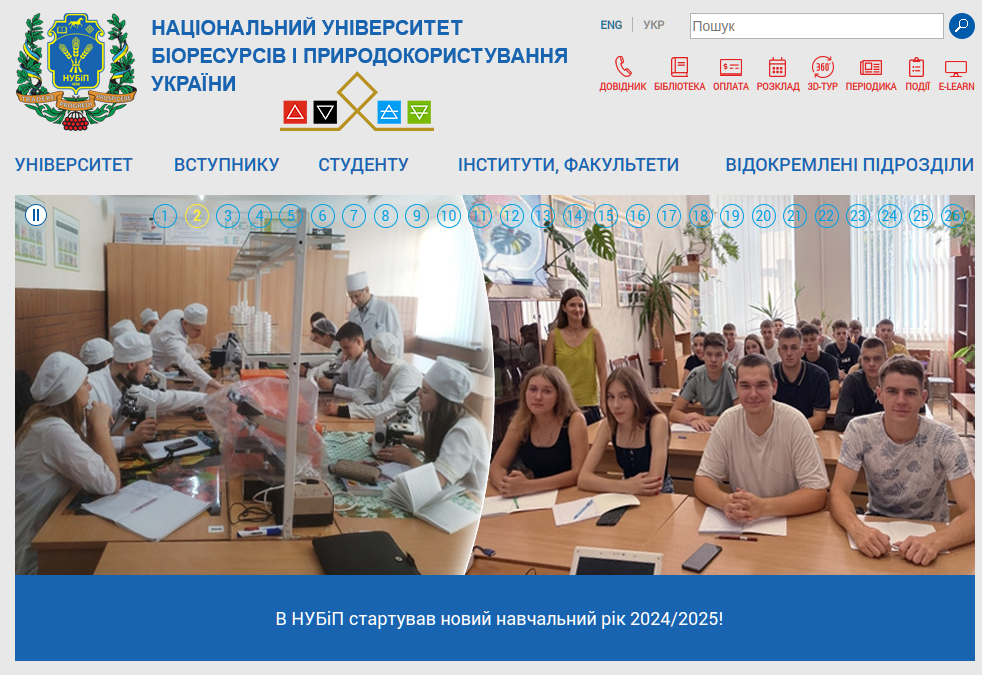 НАЦІОНАЛЬНИЙ УНІВЕРСИТЕТ
БІОРЕСУРСІВ І ПРИРОДОКОРИСТУВАННЯ
УКРАЇНИ
НУБіП
ENG УКР
Пошук
360°
ДОВІДНИК БІБЛІОТЕКА ОПЛАТА РОЗКЛАД 3D-ТУР ПЕРІОДИКА ПОДІЇ E-LEARN
УНІВЕРСИТЕТ ВСТУПНИКУ СТУДЕНТУ ІНСТИТУТИ, ФАКУЛЬТЕТИ ВІДОКРЕМЛЕНІ ПІДРОЗДІЛИ
1 2 3 4 5 6 7 8 9 10 11 12 13 14 15 16 17 18 19 20 21 22 23 24 25 26
В НУБіП стартував новий навчальний рік 2024/2025!